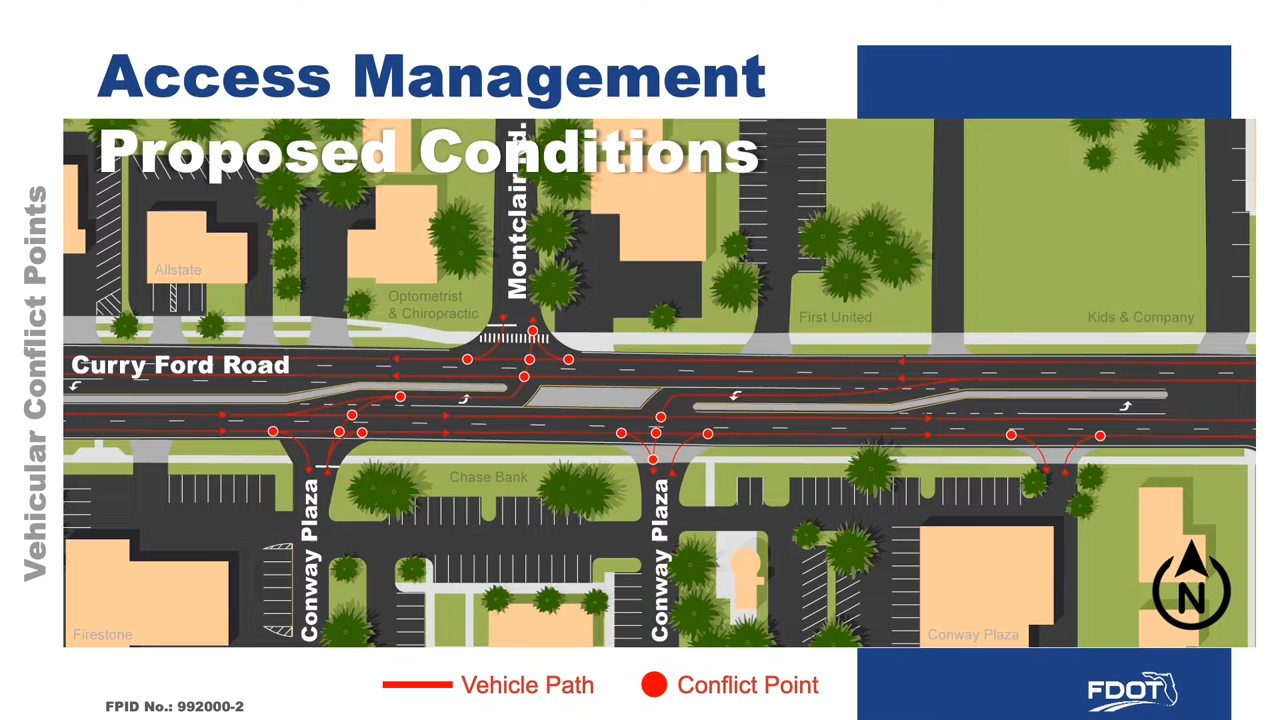 Access Management
Proposed Conditions
Vehicular Conflict Points
Montclair Rd.
Allstate
Optometrist
& Chiropractic
First United
Kids & Company
Curry Ford Road
Chase Bank
Conway Plaza
Conway Plaza
Firestone
Conway Plaza
N
Vehicle Path
Conflict Point
FDOT
FPID No.: 992000-2